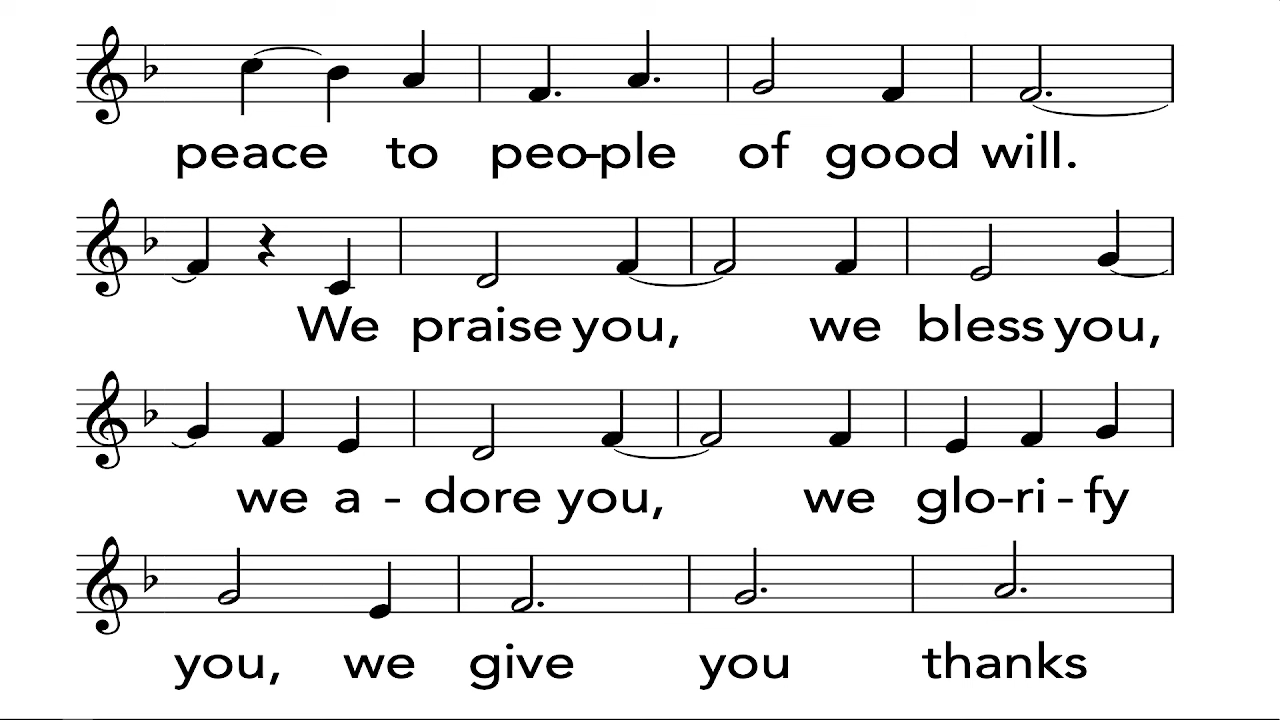 peace to peo-ple of good will.
We praise you, we bless you,
we a - dore you, we glo-ri - fy
you, we give you thanks